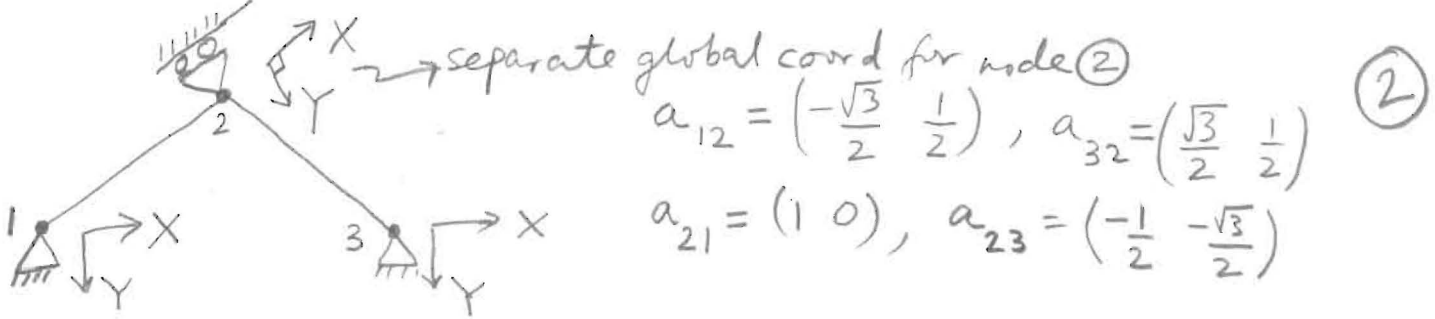 X → separate global coord for node ②
Y
2
a₁₂ = (-√3/2 1/2) , a₃₂ = (√3/2 1/2)
②
1 X Y
3 X Y
a₂₁ = (1 0) , a₂₃ = (-1/2 -√3/2)